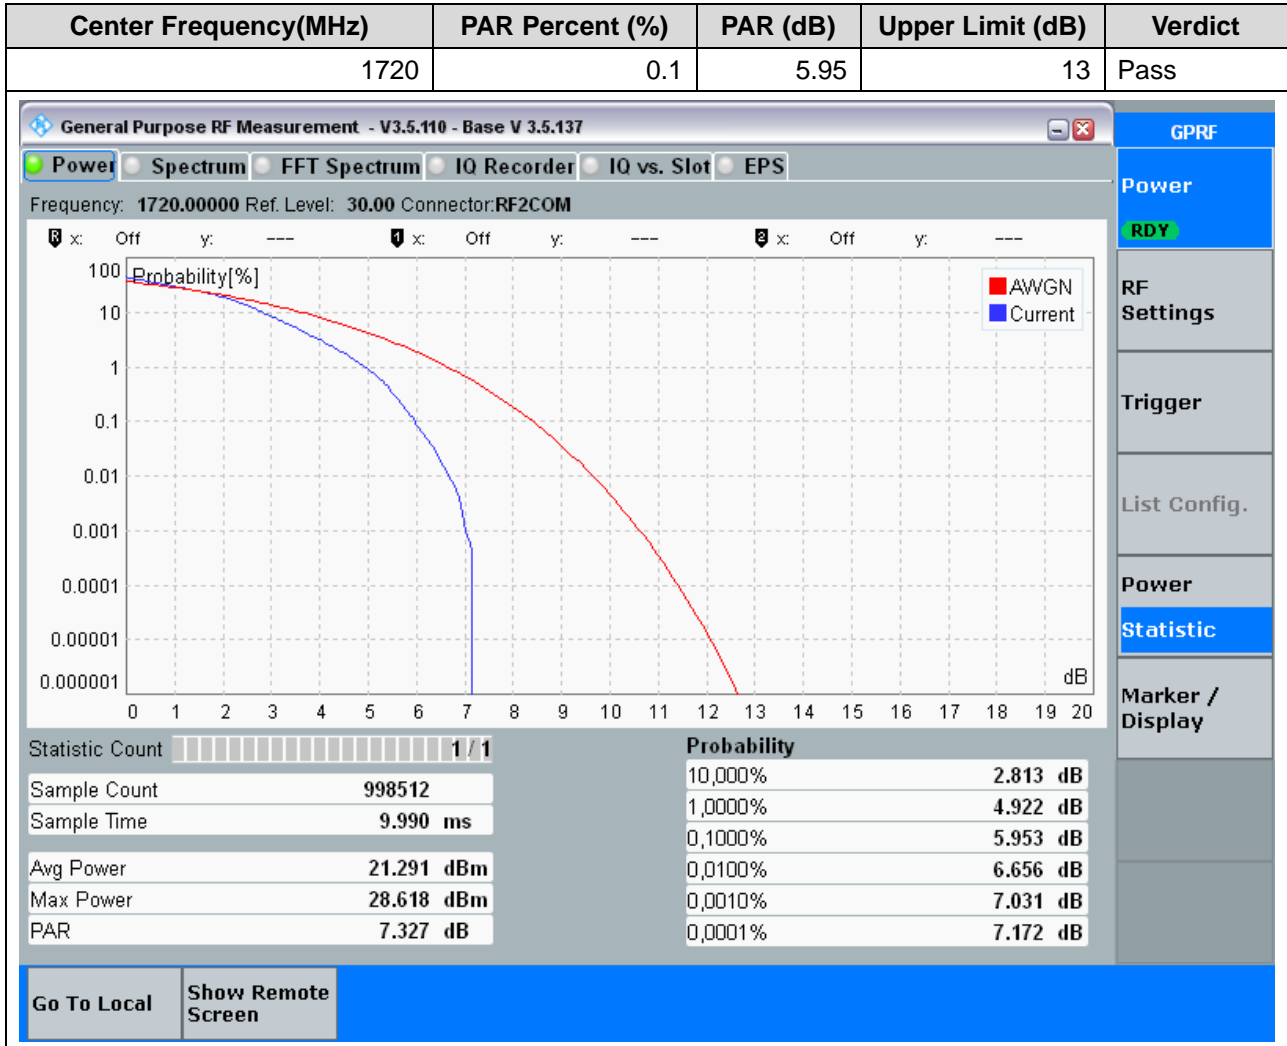 Center Frequency(MHz) PAR Percent (%) PAR (dB) Upper Limit (dB) Verdict
1720 0.1 5.95 13 Pass
General Purpose RF Measurement - V3.5.110 - Base V 3.5.137
Power Spectrum FFT Spectrum IQ Recorder IQ vs. Slot EPS
Frequency: 1720.00000 Ref. Level: 30.00 Connector:RF2COM
R x: Off y: --- 1 x: Off y: --- 2 x: Off y: ---
Probability[%]
AWGN
Current
100
10
1
0.1
0.01
0.001
0.0001
0.00001
0.000001
dB
0 1 2 3 4 5 6 7 8 9 10 11 12 13 14 15 16 17 18 19 20
Statistic Count 1 / 1
Sample Count 998512
Sample Time 9.990 ms
Avg Power 21.291 dBm
Max Power 28.618 dBm
PAR 7.327 dB
Probability
10,000% 2.813 dB
1,0000% 4.922 dB
0,1000% 5.953 dB
0,0100% 6.656 dB
0,0010% 7.031 dB
0,0001% 7.172 dB
GPRF
Power
RDY
RF
Settings
Trigger
List Config.
Power
Statistic
Marker /
Display
Go To Local
Show Remote
Screen